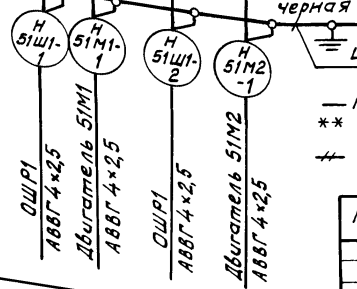 черная
Н
51Ш1-
1
Н
51М1-
1
Н
51Ш1-
2
Н
51М2
-1
ОШР1
АВВГ 4×2,5
Двигатель 51М1
АВВГ 4×2,5
ОШР1
АВВГ 4×2,5
Двигатель 51М2
АВВГ 4×2,5
**